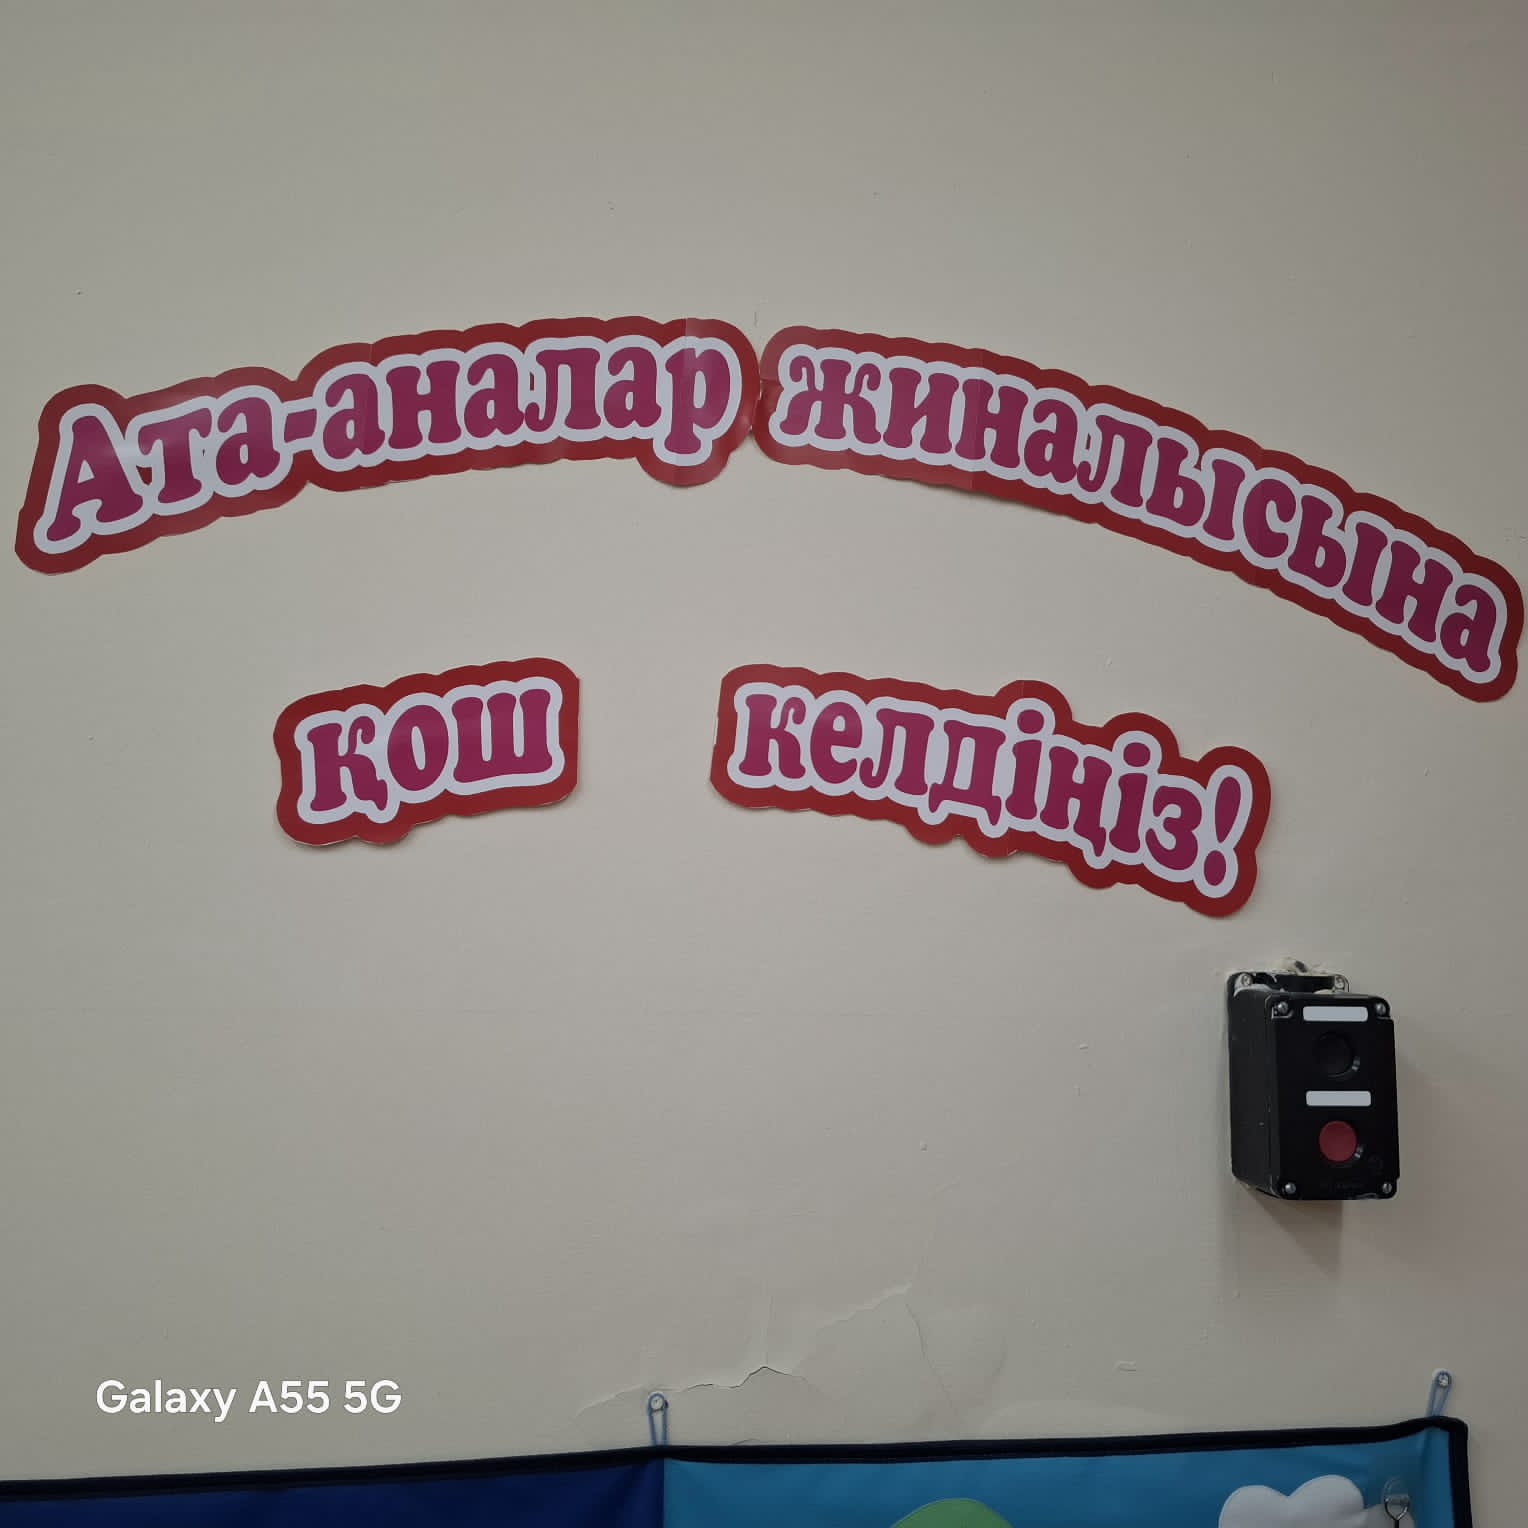 Ата-аналар жиналысына
қош келдіңіз!
Galaxy A55 5G